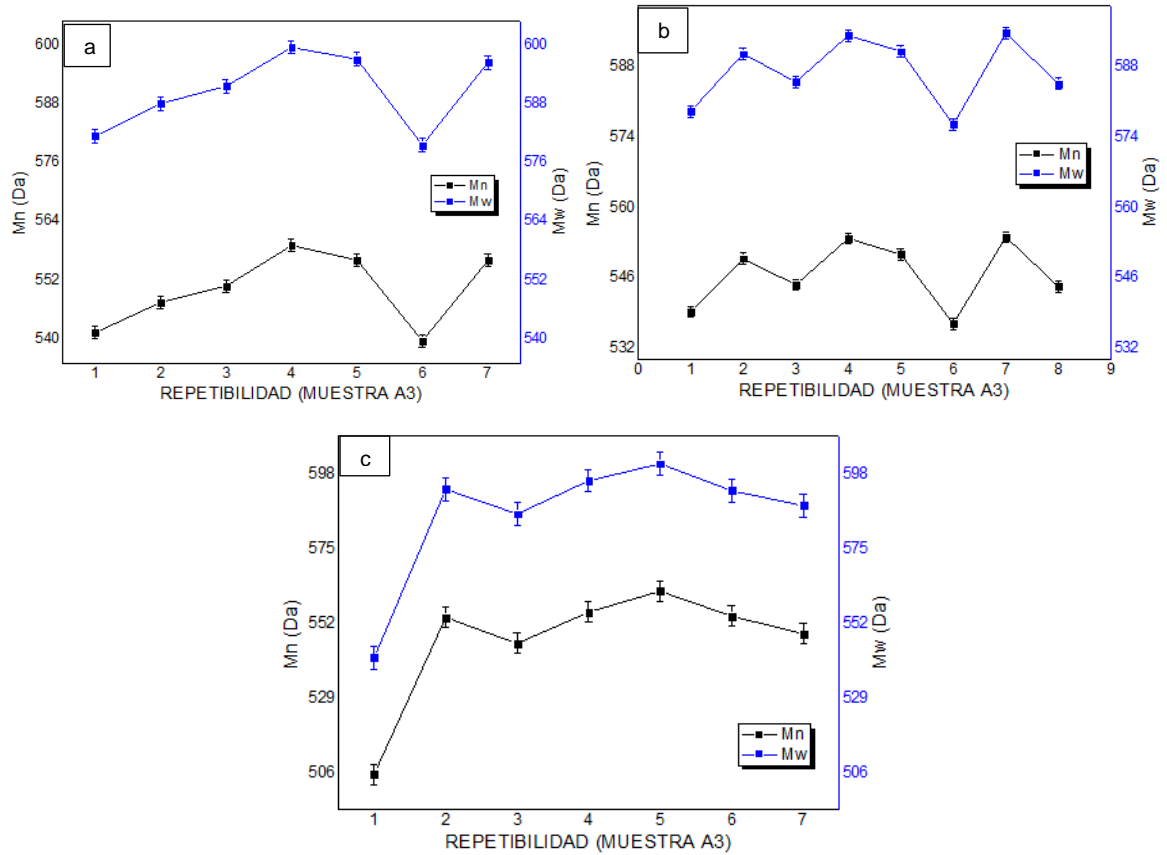 a
600
588
576
564
552
540
Mn (Da)
600
588
576
564
552
540
Mw (Da)
Mn
Mw
1 2 3 4 5 6 7
REPETIBILIDAD (MUESTRA A3)
b
588
574
560
546
532
Mn (Da)
588
574
560
546
532
Mw (Da)
Mn
Mw
0 1 2 3 4 5 6 7 8 9
REPETIBILIDAD (MUESTRA A3)
c
598
575
552
529
506
Mn (Da)
598
575
552
529
506
Mw (Da)
Mn
Mw
1 2 3 4 5 6 7
REPETIBILIDAD (MUESTRA A3)